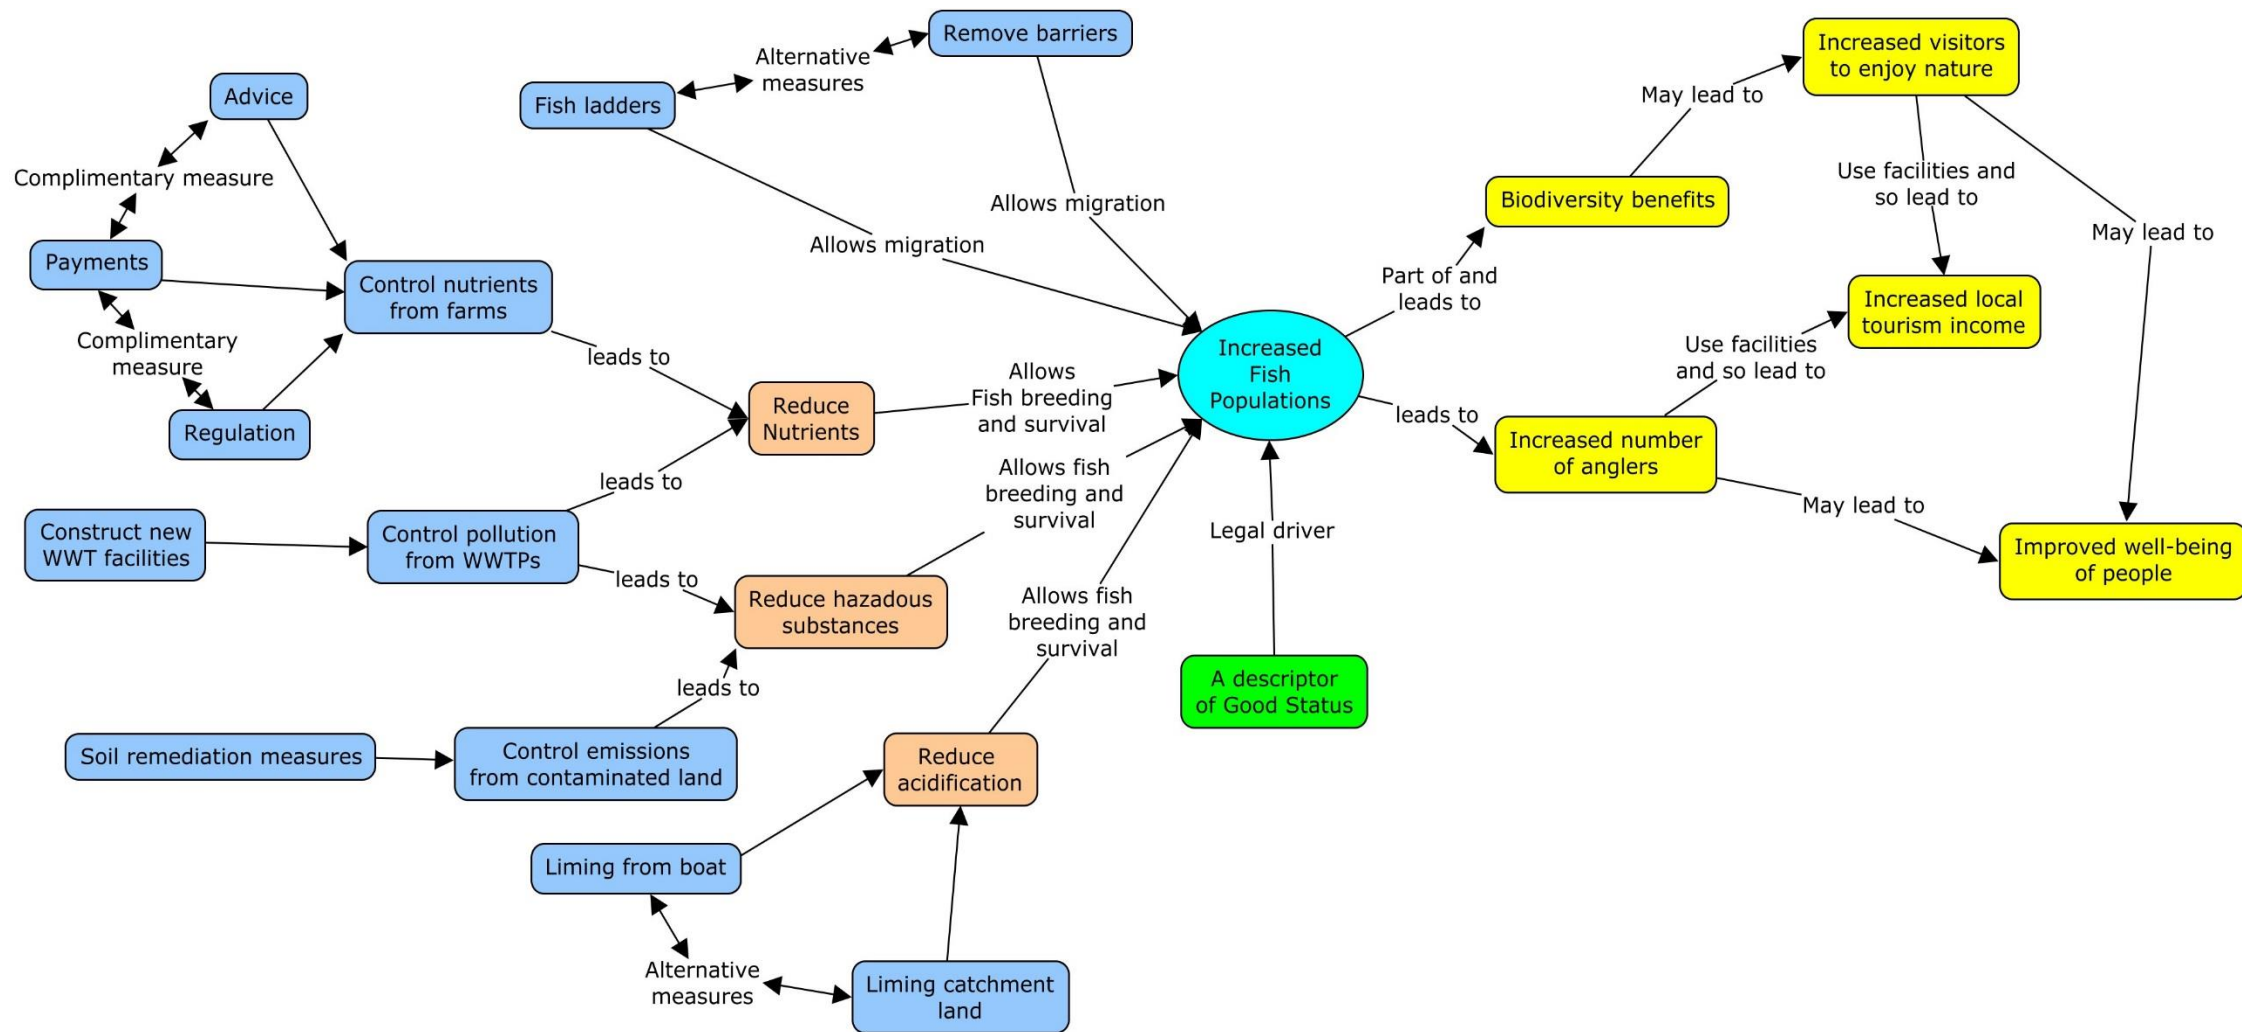 Remove barriers
Alternative
measures
Fish ladders
Advice
Complimentary measure
Payments
Complimentary
measure
Regulation
Control nutrients
from farms
leads to
Allows migration
Allows migration
Reduce
Nutrients
Allows
Fish breeding
and survival
Increased
Fish
Populations
leads to
Construct new
WWT facilities
Control pollution
from WWTPs
leads to
Reduce hazadous
substances
Allows fish
breeding and
survival
Soil remediation measures
Control emissions
from contaminated land
leads to
Allows fish
breeding and
survival
Reduce
acidification
Liming from boat
Alternative
measures
Liming catchment
land
Legal driver
A descriptor
of Good Status
Part of and
leads to
Biodiversity benefits
May lead to
Increased visitors
to enjoy nature
Use facilities and
so lead to
May lead to
Increased local
tourism income
Use facilities
and so lead to
leads to
Increased number
of anglers
May lead to
Improved well-being
of people